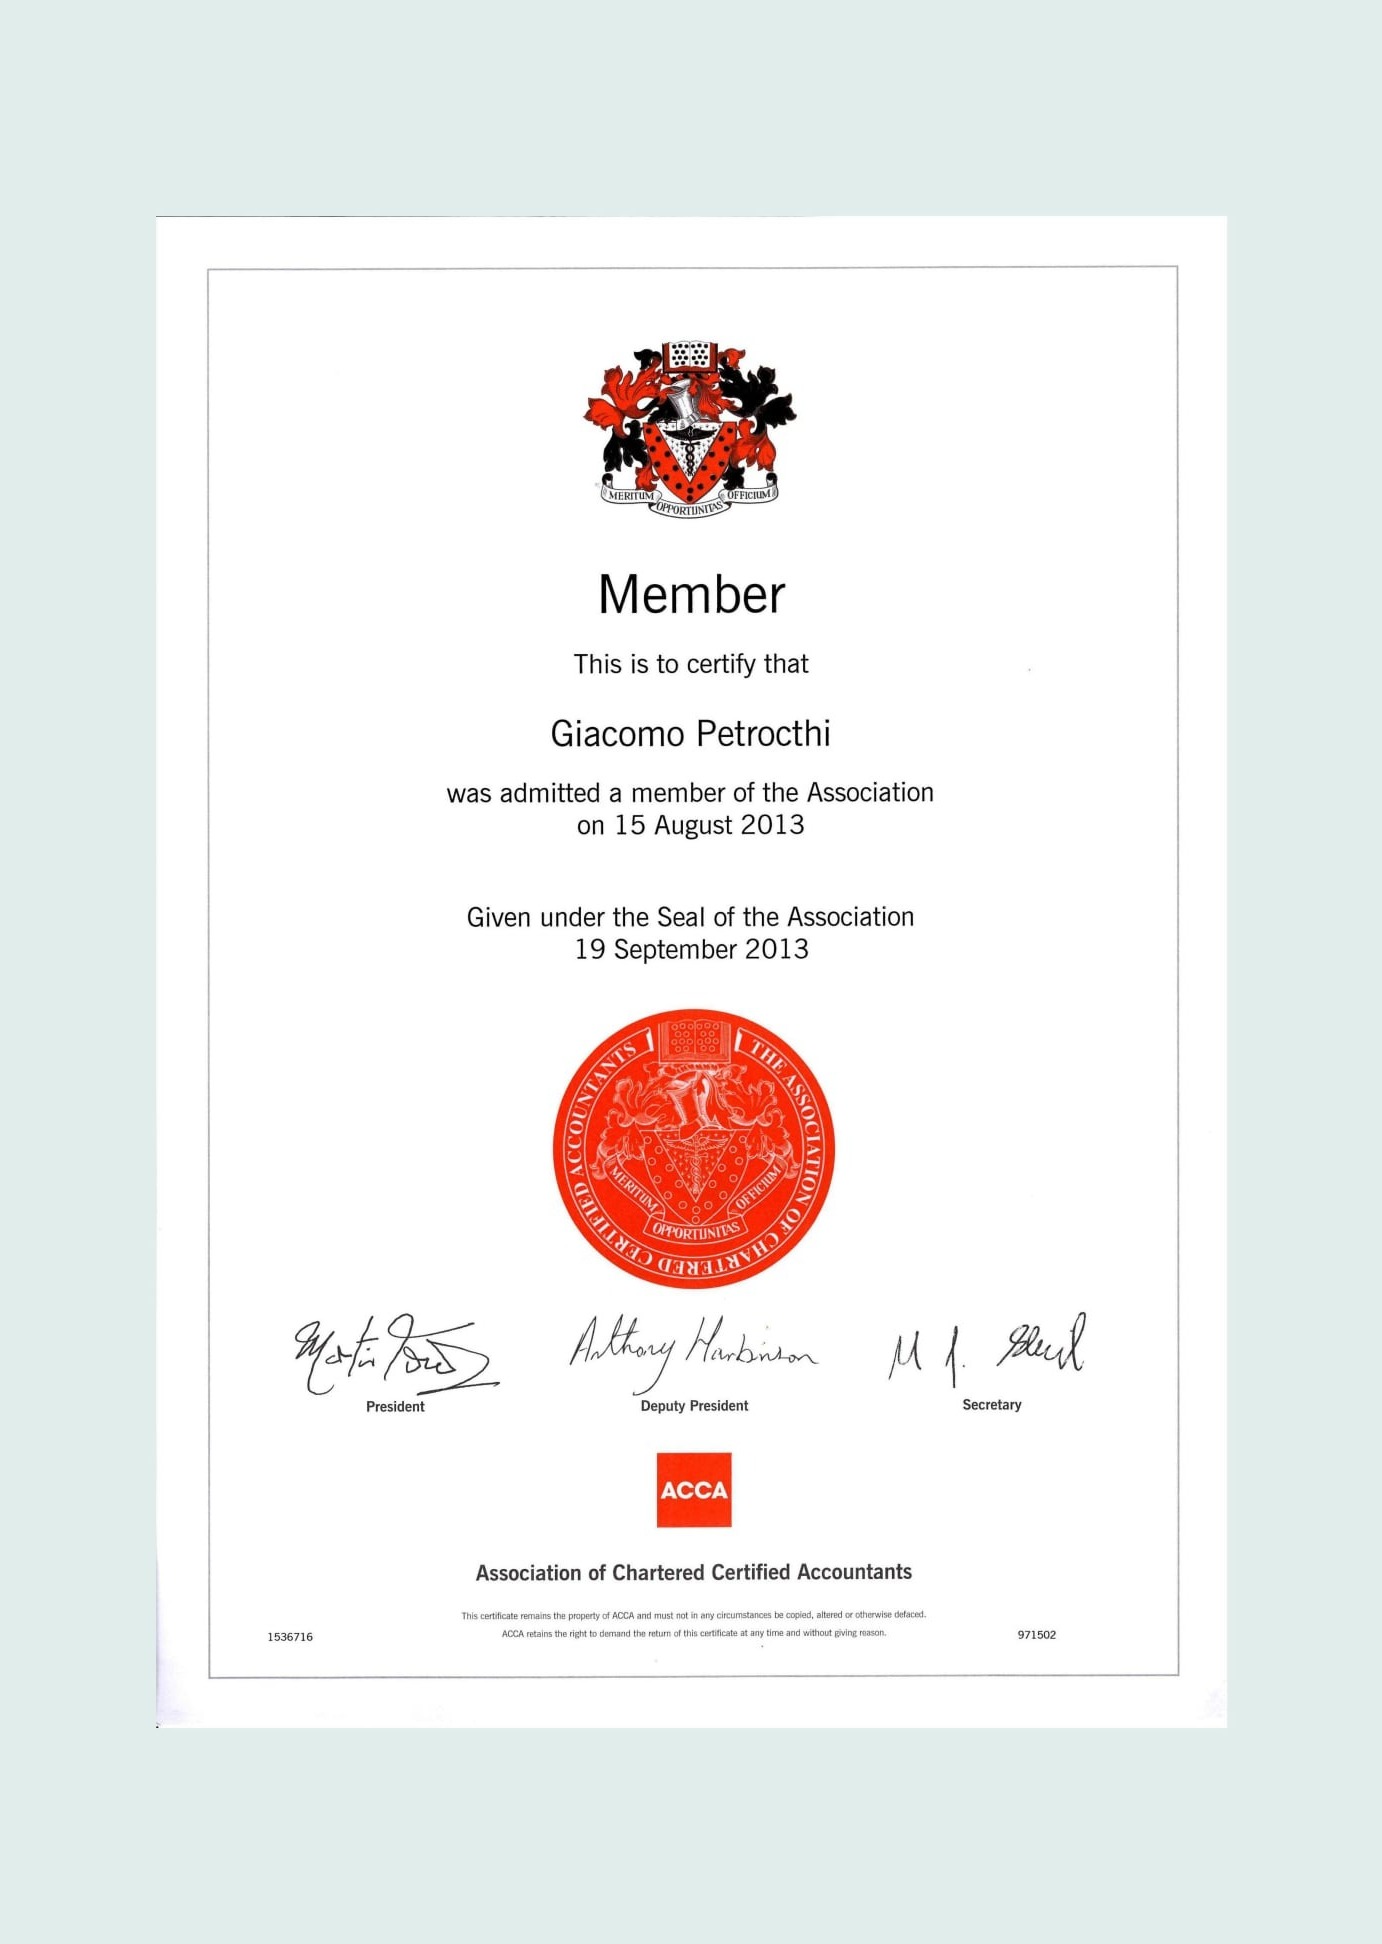 MERITUM OPPORTUNITAS OFFICIUM
Member
This is to certify that
Giacomo Petrocthi
was admitted a member of the Association
on 15 August 2013
Given under the Seal of the Association
19 September 2013
THE ASSOCIATION OF CHARTERED CERTIFIED ACCOUNTANTS
MERITUM OPPORTUNITAS OFFICIUM
Anthony Harbinson
President
Deputy President
Secretary
ACCA
Association of Chartered Certified Accountants
This certificate remains the property of ACCA and must not in any circumstances be copied, altered or otherwise defaced.
ACCA retains the right to demand the return of this certificate at any time and without giving reason.
1536716
971502